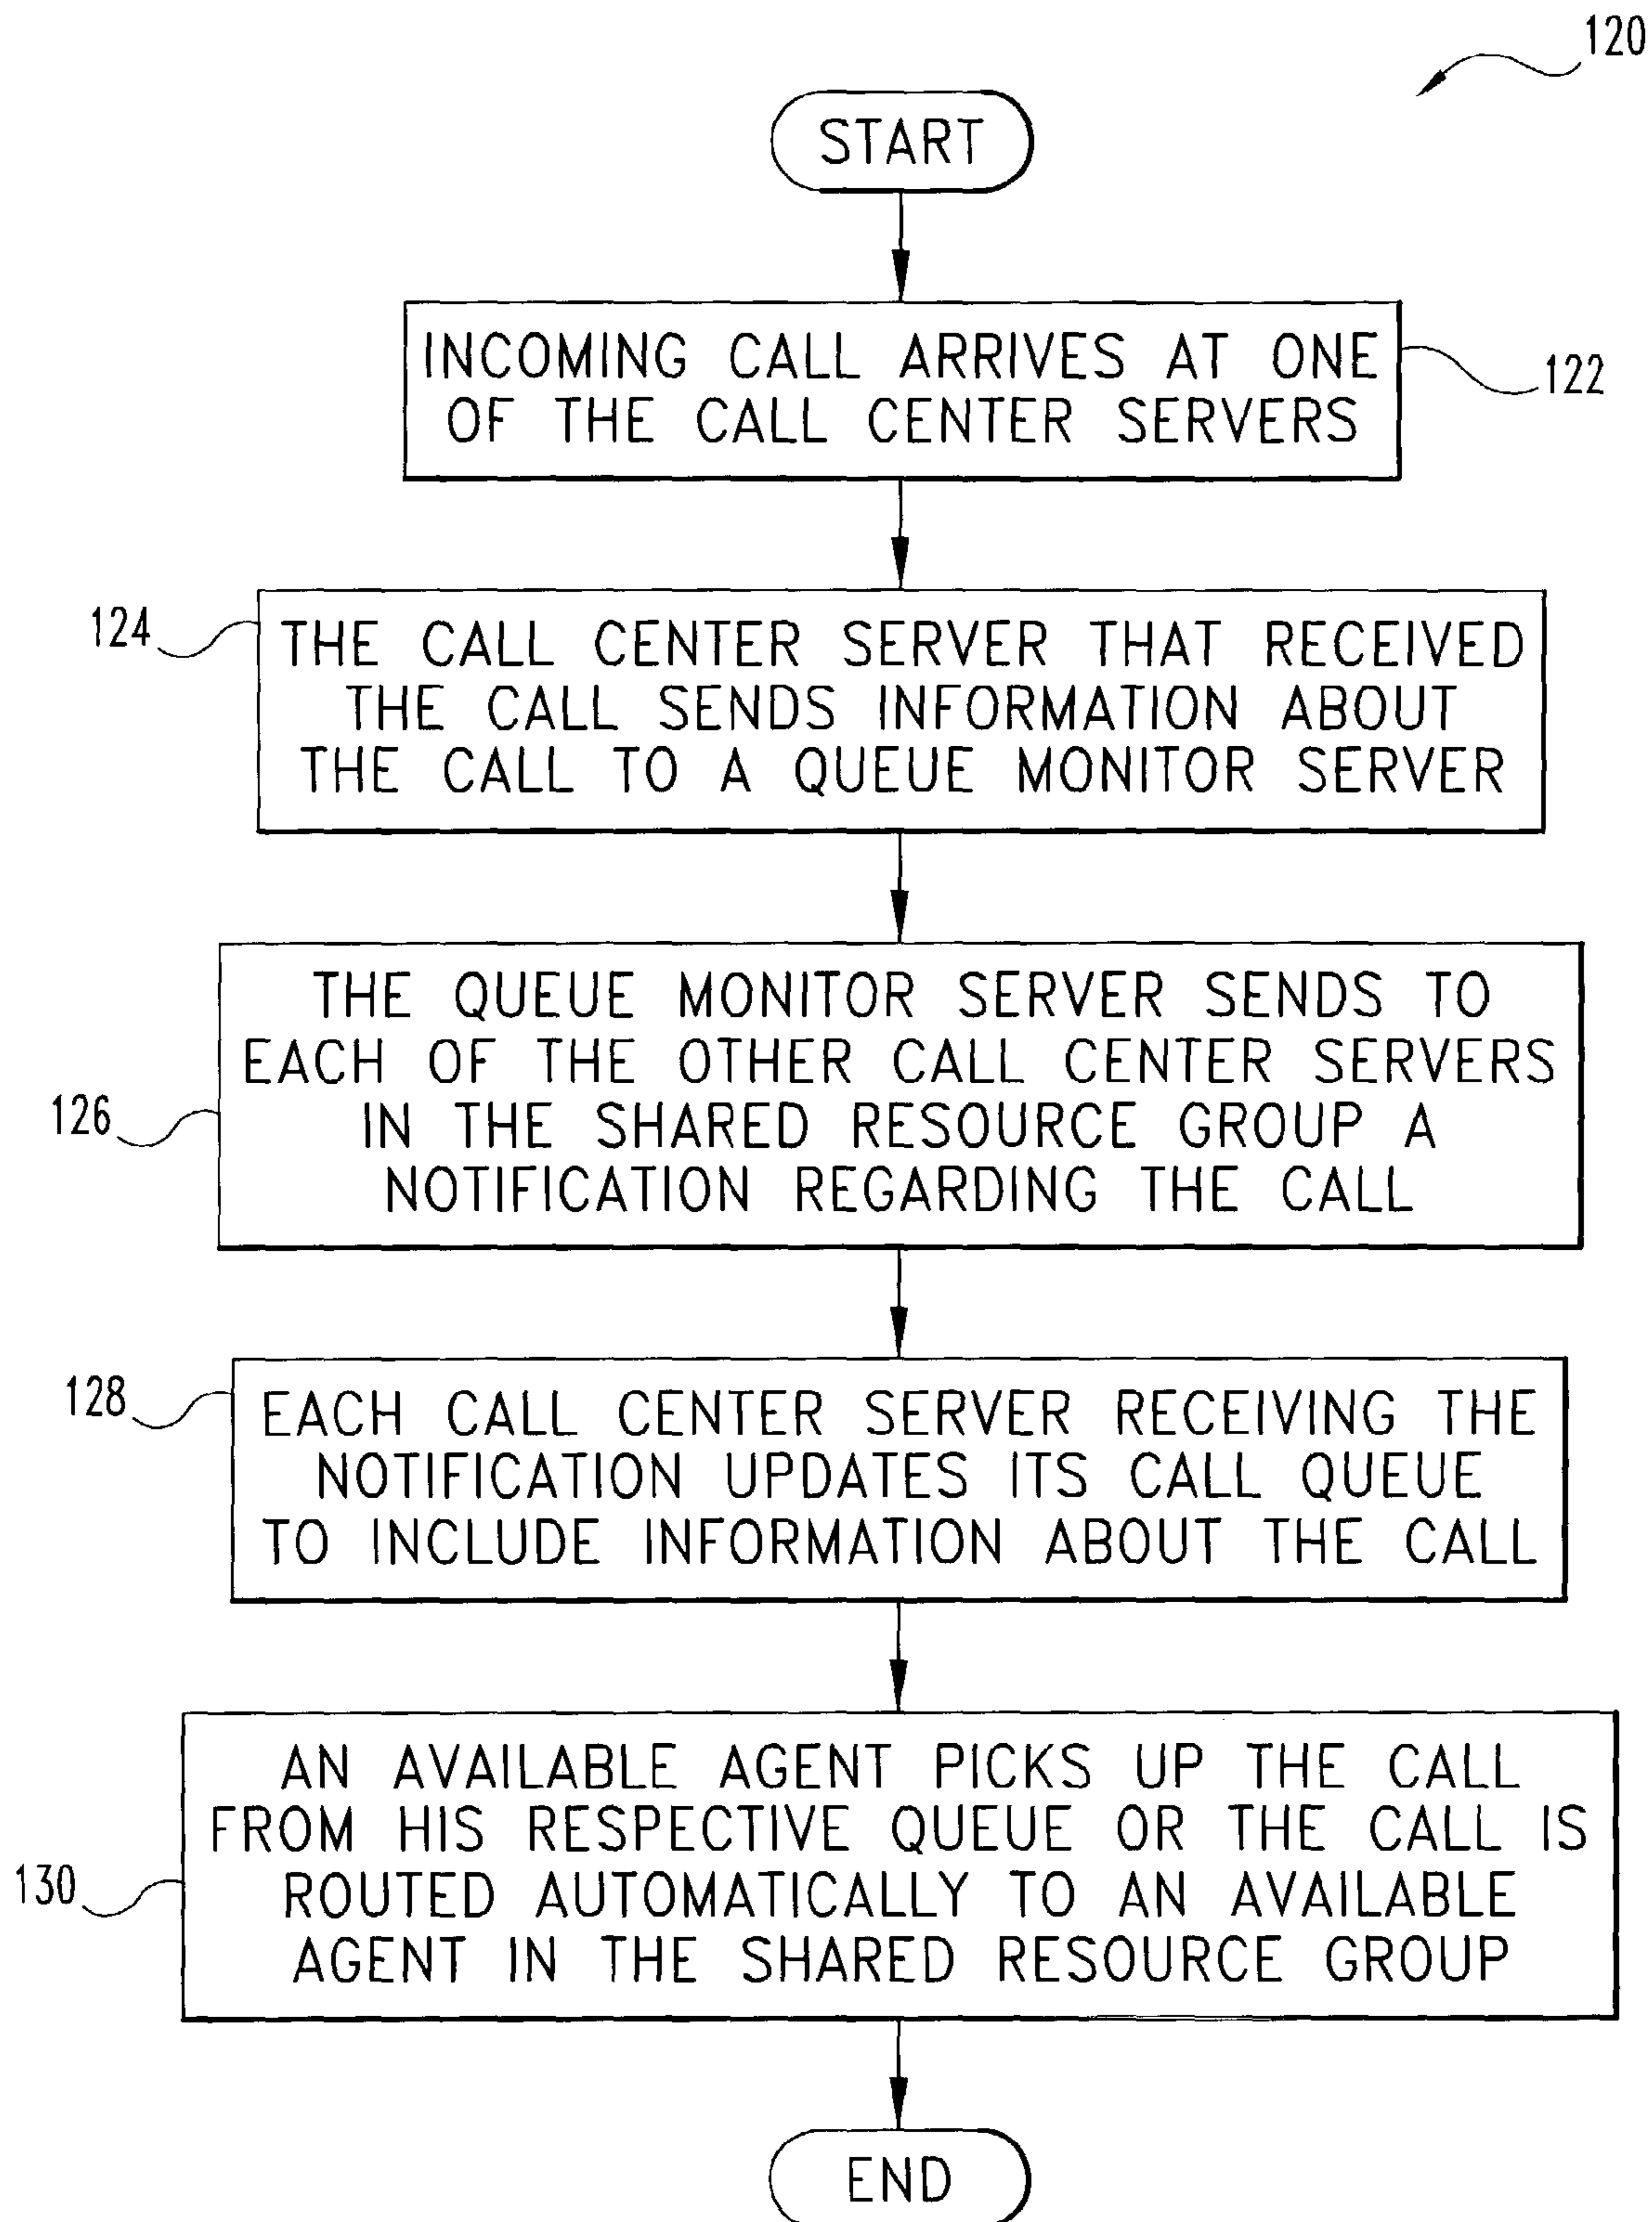 120
START
INCOMING CALL ARRIVES AT ONE
OF THE CALL CENTER SERVERS
122
124
THE CALL CENTER SERVER THAT RECEIVED
THE CALL SENDS INFORMATION ABOUT
THE CALL TO A QUEUE MONITOR SERVER
THE QUEUE MONITOR SERVER SENDS TO
EACH OF THE OTHER CALL CENTER SERVERS
IN THE SHARED RESOURCE GROUP A
NOTIFICATION REGARDING THE CALL
126
128
EACH CALL CENTER SERVER RECEIVING THE
NOTIFICATION UPDATES ITS CALL QUEUE
TO INCLUDE INFORMATION ABOUT THE CALL
AN AVAILABLE AGENT PICKS UP THE CALL
FROM HIS RESPECTIVE QUEUE OR THE CALL IS
ROUTED AUTOMATICALLY TO AN AVAILABLE
AGENT IN THE SHARED RESOURCE GROUP
130
END